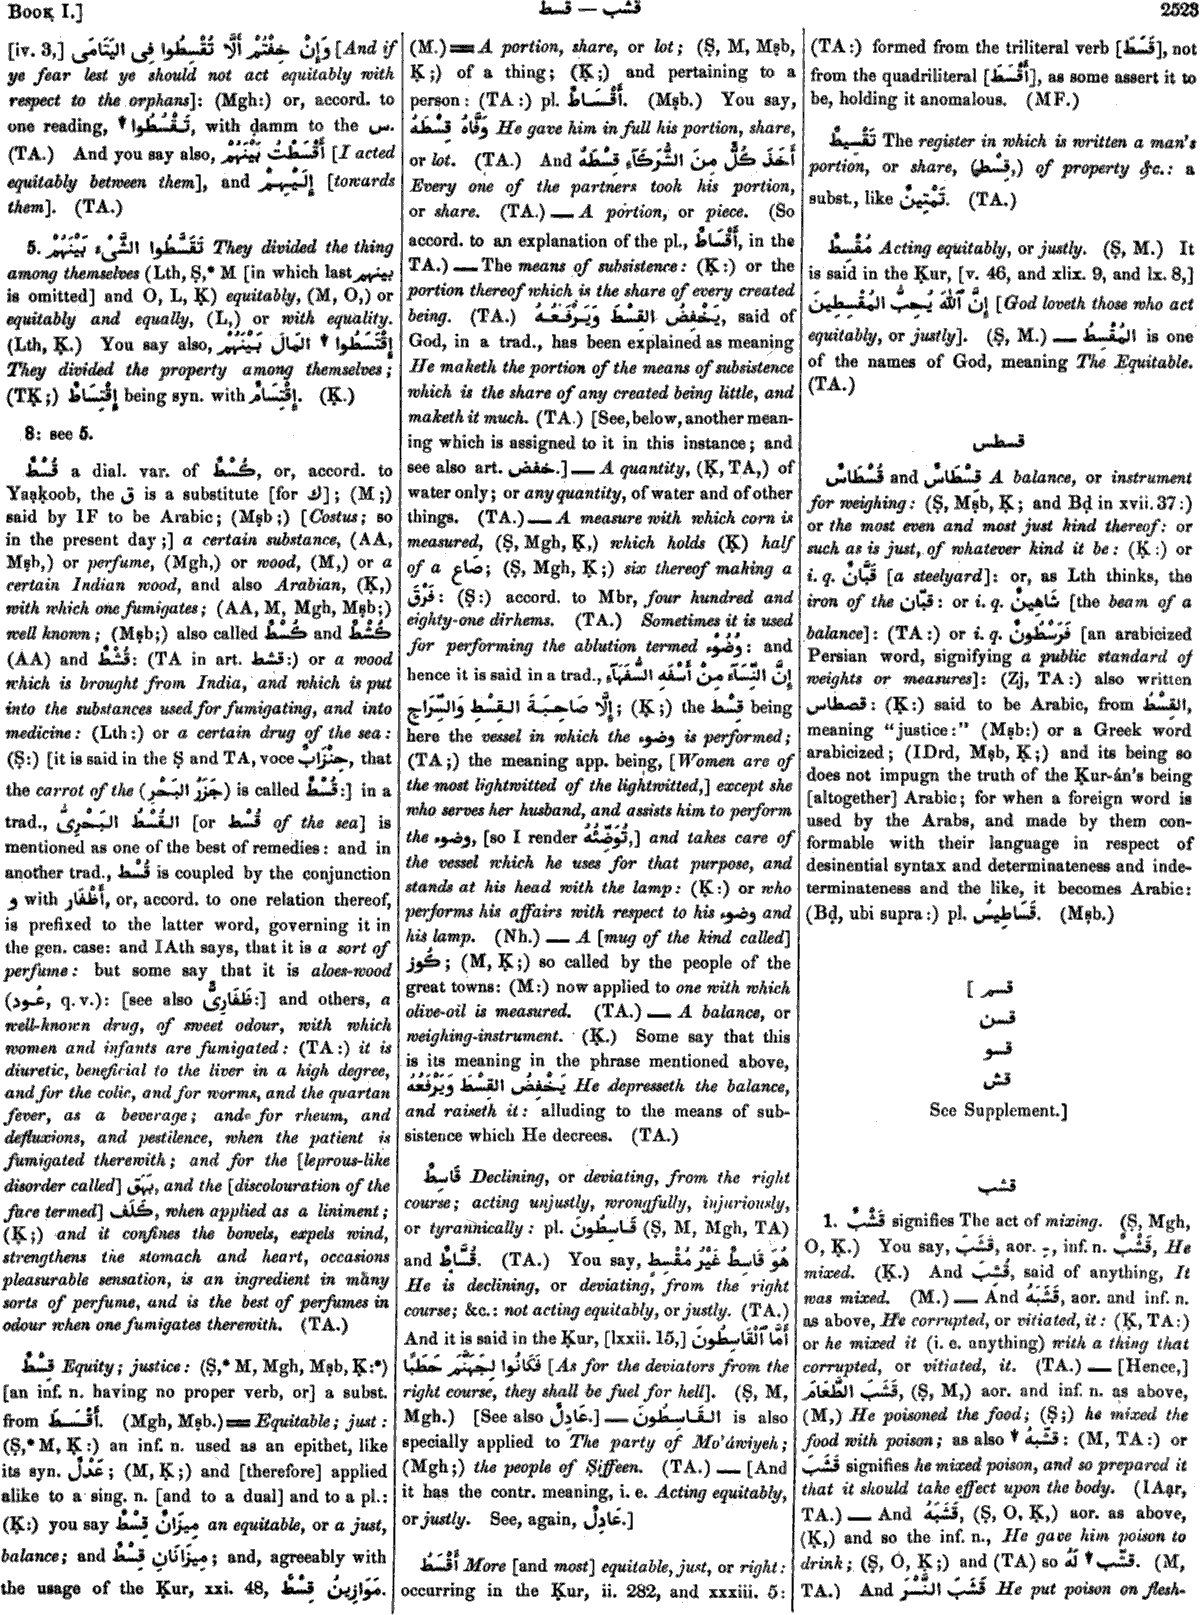 Book I.]
قشب — قسط
2523
[iv. 3,] وَإِنْ خِفْتُمْ أَلَّا تُقْسِطُوا فِى اليَتَامَى [And if
ye fear lest ye should not act equitably with
respect to the orphans]: (Mgh:) or, accord. to
one reading, ↓ تَقْسُطُوا, with ḍamm to the س.
(TA.) And you say also, أَقْسَطْتُ بَيْنَهُمْ [I acted
equitably between them], and إِلَيْهِمْ [towards
them]. (TA.)
5. تَقَسَّطُوا الشَّىْءَ بَيْنَهُمْ They divided the thing
among themselves (Lth, Ṣ,* M [in which last بينهم
is omitted] and O, L, Ḳ) equitably, (M, O,) or
equitably and equally, (L,) or with equality.
(Lth, Ḳ.) You say also, اِقْتَسَطُوا ↓ المَالَ بَيْنَهُمْ
They divided the property among themselves;
(TḲ;) اِقْتِسَاطٌ being syn. with اِقْتِسَامٌ. (Ḳ.)
8: see 5.
قُسْطٌ a dial. var. of كُسْطٌ, or, accord. to
Yaạḳoob, the ق is a substitute [for ك]; (M;)
said by IF to be Arabic; (Mṣb;) [Costus; so
in the present day;] a certain substance, (AA,
Mṣb,) or perfume, (Mgh,) or wood, (M,) or a
certain Indian wood, and also Arabian, (Ḳ,)
with which one fumigates; (AA, M, Mgh, Mṣb;)
well known; (Mṣb;) also called كُسْطٌ and كُشْطٌ
(AA) and قُشْطٌ: (TA in art. قشط:) or a wood
which is brought from India, and which is put
into the substances used for fumigating, and into
medicine: (Lth:) or a certain drug of the sea:
(Ṣ:) [it is said in the Ṣ and TA, voce حِنْزَابٌ, that
the carrot of the (جَزَرُ البَحْرِ) is called قُسْطٌ:] in a
trad., القُسْطُ البَحْرِىُّ [or قُسْط of the sea] is
mentioned as one of the best of remedies: and in
another trad., قُسْط is coupled by the conjunction
و with أَظْفَار, or, accord. to one relation thereof,
is prefixed to the latter word, governing it in
the gen. case: and IAth says, that it is a sort of
perfume: but some say that it is aloes-wood
(عُود, q. v.): [see also ظَفَارِىٌّ:] and others, a
well-known drug, of sweet odour, with which
women and infants are fumigated: (TA:) it is
diuretic, beneficial to the liver in a high degree,
and for the colic, and for worms, and the quartan
fever, as a beverage; and for rheum, and
defluxions, and pestilence, when the patient is
fumigated therewith; and for the [leprous-like
disorder called] بَهَق, and the [discolouration of the
face termed] كَلَف, when applied as a liniment;
(Ḳ;) and it confines the bowels, expels wind,
strengthens the stomach and heart, occasions
pleasurable sensation, is an ingredient in many
sorts of perfume, and is the best of perfumes in
odour when one fumigates therewith. (TA.)
قِسْطٌ Equity; justice: (Ṣ,* M, Mgh, Mṣb, Ḳ:*)
[an inf. n. having no proper verb, or] a subst.
from أَقْسَطَ. (Mgh, Mṣb.) = Equitable; just:
(Ṣ,* M, Ḳ:) an inf. n. used as an epithet, like
its syn. عَدْلٌ; (M, Ḳ;) and [therefore] applied
alike to a sing. n. [and to a dual] and to a pl.:
(Ḳ:) you say مِيزَانٌ قِسْطٌ an equitable, or a just,
balance; and مِيزَانَانِ قِسْطٌ; and, agreeably with
the usage of the Ḳur, xxi. 48, مَوَازِينُ قِسْطٌ.
(M.) = A portion, share, or lot; (Ṣ, M, Mṣb,
Ḳ;) of a thing; (Ḳ;) and pertaining to a
person: (TA:) pl. أَقْسَاطٌ. (Mṣb.) You say,
وَفَّاهُ قِسْطَهُ He gave him in full his portion, share,
or lot. (TA.) And أَخَذَ كُلٌّ مِنَ الشُّرَكَآءِ قِسْطَهُ
Every one of the partners took his portion,
or share. (TA.) — A portion, or piece. (So
accord. to an explanation of the pl., أَقْسَاطٌ, in the
TA.) — The means of subsistence: (Ḳ:) or the
portion thereof which is the share of every created
being. (TA.) يَخْفِضُ القِسْطَ وَيَرْفَعُهُ, said of
God, in a trad., has been explained as meaning
He maketh the portion of the means of subsistence
which is the share of any created being little, and
maketh it much. (TA.) [See, below, another mean-
ing which is assigned to it in this instance; and
see also art. خفض.] — A quantity, (Ḳ, TA,) of
water only; or any quantity, of water and of other
things. (TA.) — A measure with which corn is
measured, (Ṣ, Mgh, Ḳ,) which holds (Ḳ) half
of a صاع; (Ṣ, Mgh, Ḳ;) six thereof making a
فَرْق: (Ṣ:) accord. to Mbr, four hundred and
eighty-one dirhems. (TA.) Sometimes it is used
for performing the ablution termed وُضُوْء: and
hence it is said in a trad., إِنَّ النِّسَآءَ مِنْ أَسْفَهِ السُّفَهَآءِ
إِلَّا صَاحِبَةَ القِسْطِ وَالسِّرَاجِ; (Ḳ;) the قِسْط being
here the vessel in which the وضوء is performed;
(TA;) the meaning app. being, [Women are of
the most lightwitted of the lightwitted,] except she
who serves her husband, and assists him to perform
the وضوء, [so I render تُوَضِّئُهُ,] and takes care of
the vessel which he uses for that purpose, and
stands at his head with the lamp: (Ḳ:) or who
performs his affairs with respect to his وضوء and
his lamp. (Nh.) — A [mug of the kind called]
كُوز; (M, Ḳ;) so called by the people of the
great towns: (M:) now applied to one with which
olive-oil is measured. (TA.) — A balance, or
weighing-instrument. (Ḳ.) Some say that this
is its meaning in the phrase mentioned above,
يَخْفِضُ القِسْطَ وَيَرْفَعُهُ He depresseth the balance,
and raiseth it: alluding to the means of sub-
sistence which He decrees. (TA.)
قَاسِطٌ Declining, or deviating, from the right
course; acting unjustly, wrongfully, injuriously,
or tyrannically: pl. قَاسِطُونَ (Ṣ, M, Mgh, TA)
and قُسَّاطٌ. (TA.) You say, هُوَ قَاسِطٌ غَيْرُ مُقْسِطٍ
He is declining, or deviating, from the right
course; &c.: not acting equitably, or justly. (TA.)
And it is said in the Ḳur, [lxxii. 15,] أَمَّا ٱلْقَاسِطُونَ
فَكَانُوا لِجَهَنَّمَ حَطَبًا [As for the deviators from the
right course, they shall be fuel for hell]. (Ṣ, M,
Mgh.) [See also عَادِلٌ.] — القَاسِطُونَ is also
specially applied to The party of Mo'áwiyeh;
(Mgh;) the people of Ṣiffeen. (TA.) — [And
it has the contr. meaning, i. e. Acting equitably,
or justly. See, again, عَادِلٌ.]
أَقْسَطُ More [and most] equitable, just, or right:
occurring in the Ḳur, ii. 282, and xxxiii. 5:
(TA:) formed from the triliteral verb [قَسَطَ], not
from the quadriliteral [أَقْسَطَ], as some assert it to
be, holding it anomalous. (MF.)
تَقْسِيطٌ The register in which is written a man's
portion, or share, (قِسْط,) of property &c.: a
subst., like تَمْتِينٌ. (TA.)
مُقْسِطٌ Acting equitably, or justly. (Ṣ, M.) It
is said in the Ḳur, [v. 46, and xlix. 9, and lx. 8,]
إِنَّ ٱللّٰهَ يُحِبُّ المُقْسِطِينَ [God loveth those who act
equitably, or justly]. (Ṣ, M.) — المُقْسِطُ is one
of the names of God, meaning The Equitable.
(TA.)
قسطس
قُسْطَاسٌ and قِسْطَاسٌ A balance, or instrument
for weighing: (Ṣ, Mṣb, Ḳ; and Bḍ in xvii. 37:)
or the most even and most just kind thereof: or
such as is just, of whatever kind it be: (Ḳ:) or
i. q. قَبَّانٌ [a steelyard]: or, as Lth thinks, the
iron of the قبّان: or i. q. شَاهِينٌ [the beam of a
balance]: (TA:) or i. q. قَرَسْطُونٌ [an arabicized
Persian word, signifying a public standard of
weights or measures]: (Zj, TA:) also written
قصطاس: (Ḳ:) said to be Arabic, from القِسْطُ,
meaning "justice:" (Mṣb:) or a Greek word
arabicized; (IDrd, Mṣb, Ḳ;) and its being so
does not impugn the truth of the Ḳur-án's being
[altogether] Arabic; for when a foreign word is
used by the Arabs, and made by them con-
formable with their language in respect of
desinential syntax and determinateness and inde-
terminateness and the like, it becomes Arabic:
(Bḍ, ubi supra:) pl. قَسَاطِيسُ. (Mṣb.)
[ قسم
قسن
قسو
قش
See Supplement.]
قشب
1. قَشْبٌ signifies The act of mixing. (Ṣ, Mgh,
O, Ḳ.) You say, قَشَبَ, aor. ـِ, inf. n. قَشْبٌ, He
mixed. (Ḳ.) And قُشِبَ, said of anything, It
was mixed. (M.) — And قَشَبَهُ, aor. and inf. n.
as above, He corrupted, or vitiated, it: (Ḳ, TA:)
or he mixed it (i. e. anything) with a thing that
corrupted, or vitiated, it. (TA.) — [Hence,]
قَشَبَ الطَّعَامَ, (Ṣ, M,) aor. and inf. n. as above,
(M,) He poisoned the food; (Ṣ;) he mixed the
food with poison; as also ↓ قشّبهُ: (M, TA:) or
قَشَبَ signifies he mixed poison, and so prepared it
that it should take effect upon the body. (IAạr,
TA.) — And قَشَبَهُ, (Ṣ, O, Ḳ,) aor. as above,
(Ḳ,) and so the inf. n., He gave him poison to
drink; (Ṣ, O, Ḳ;) and (TA) so لَهُ ↓ قشّب. (M,
TA.) And قَشَبَ النَّسْرَ He put poison on flesh-